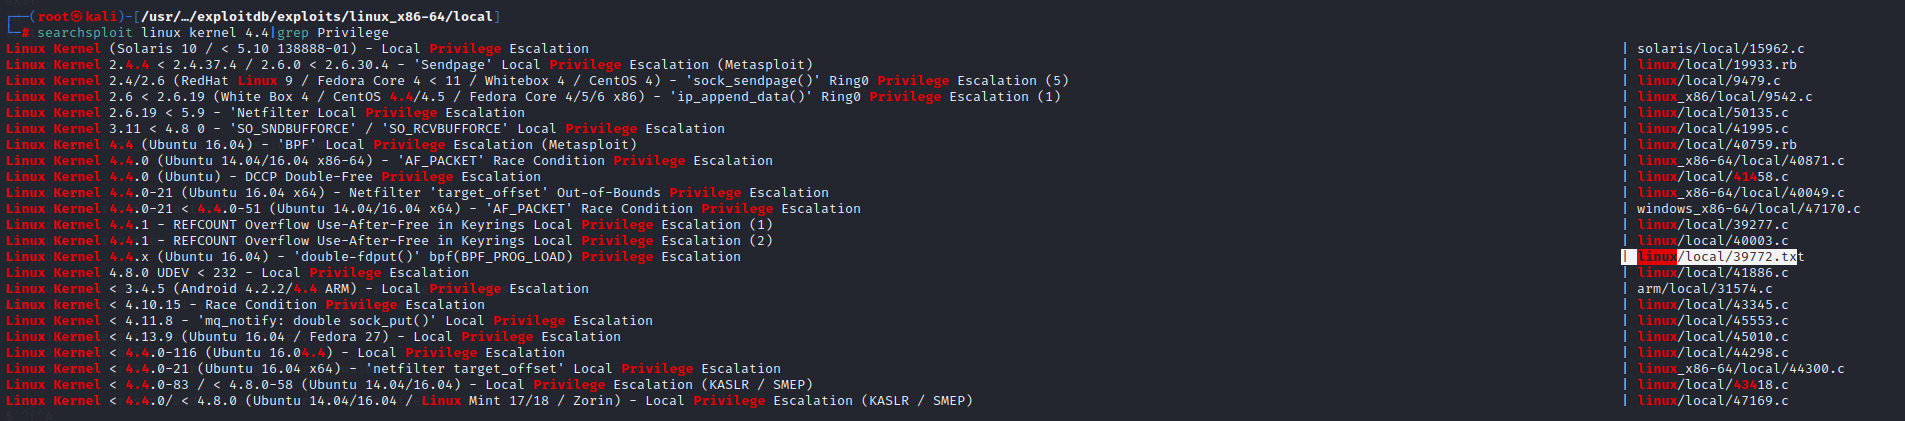 ┌──(root㉿kali)-[/usr/…/exploitdb/exploits/linux_x86-64/local]
└─# searchsploit linux kernel 4.4|grep Privilege
Linux Kernel (Solaris 10 / < 5.10 138888-01) - Local Privilege Escalation | solaris/local/15962.c
Linux Kernel 2.4.4 < 2.4.37.4 / 2.6.0 < 2.6.30.4 - 'Sendpage' Local Privilege Escalation (Metasploit) | linux/local/19933.rb
Linux Kernel 2.4/2.6 (RedHat Linux 9 / Fedora Core 4 < 11 / Whitebox 4 / CentOS 4) - 'sock_sendpage()' Ring0 Privilege Escalation (5) | linux/local/9479.c
Linux Kernel 2.6 < 2.6.19 (White Box 4 / CentOS 4.4/4.5 / Fedora Core 4/5/6 x86) - 'ip_append_data()' Ring0 Privilege Escalation (1) | linux_x86/local/9542.c
Linux Kernel 2.6.19 < 5.9 - 'Netfilter Local Privilege Escalation | linux/local/50135.c
Linux Kernel 3.11 < 4.8 0 - 'SO_SNDBUFFORCE' / 'SO_RCVBUFFORCE' Local Privilege Escalation | linux/local/41995.c
Linux Kernel 4.4 (Ubuntu 16.04) - 'BPF' Local Privilege Escalation (Metasploit) | linux/local/40759.rb
Linux Kernel 4.4.0 (Ubuntu 14.04/16.04 x86-64) - 'AF_PACKET' Race Condition Privilege Escalation | linux_x86-64/local/40871.c
Linux Kernel 4.4.0 (Ubuntu) - DCCP Double-Free Privilege Escalation | linux/local/41458.c
Linux Kernel 4.4.0-21 (Ubuntu 16.04 x64) - Netfilter 'target_offset' Out-of-Bounds Privilege Escalation | linux_x86-64/local/40049.c
Linux Kernel 4.4.0-21 < 4.4.0-51 (Ubuntu 14.04/16.04 x64) - 'AF_PACKET' Race Condition Privilege Escalation | windows_x86-64/local/47170.c
Linux Kernel 4.4.1 - REFCOUNT Overflow Use-After-Free in Keyrings Local Privilege Escalation (1) | linux/local/39277.c
Linux Kernel 4.4.1 - REFCOUNT Overflow Use-After-Free in Keyrings Local Privilege Escalation (2) | linux/local/40003.c
Linux Kernel 4.4.x (Ubuntu 16.04) - 'double-fdput()' bpf(BPF_PROG_LOAD) Privilege Escalation | linux/local/39772.txt
Linux Kernel 4.8.0 UDEV < 232 - Local Privilege Escalation | linux/local/41886.c
Linux Kernel < 3.4.5 (Android 4.2.2/4.4 ARM) - Local Privilege Escalation | arm/local/31574.c
Linux kernel < 4.10.15 - Race Condition Privilege Escalation | linux/local/43345.c
Linux Kernel < 4.11.8 - 'mq_notify: double sock_put()' Local Privilege Escalation | linux/local/45553.c
Linux Kernel < 4.13.9 (Ubuntu 16.04 / Fedora 27) - Local Privilege Escalation | linux/local/45010.c
Linux Kernel < 4.4.0-116 (Ubuntu 16.04.4) - Local Privilege Escalation | linux/local/44298.c
Linux Kernel < 4.4.0-21 (Ubuntu 16.04 x64) - 'netfilter target_offset' Local Privilege Escalation | linux_x86-64/local/44300.c
Linux Kernel < 4.4.0-83 / < 4.8.0-58 (Ubuntu 14.04/16.04) - Local Privilege Escalation (KASLR / SMEP) | linux/local/43418.c
Linux Kernel < 4.4.0/ < 4.8.0 (Ubuntu 14.04/16.04 / Linux Mint 17/18 / Zorin) - Local Privilege Escalation (KASLR / SMEP) | linux/local/47169.c